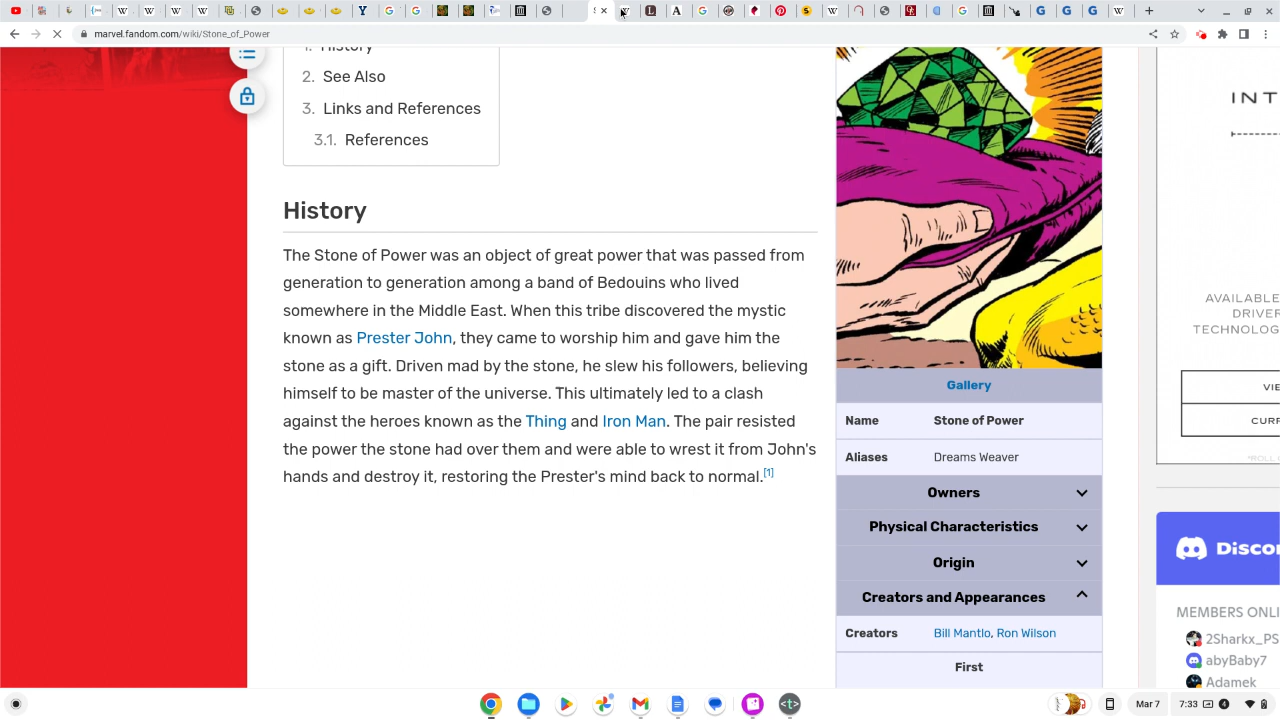 marvel.fandom.com/wiki/Stone_of_Power
1. History
2. See Also
3. Links and References
3.1. References
History
The Stone of Power was an object of great power that was passed from
generation to generation among a band of Bedouins who lived
somewhere in the Middle East. When this tribe discovered the mystic
known as Prester John, they came to worship him and gave him the
stone as a gift. Driven mad by the stone, he slew his followers, believing
himself to be master of the universe. This ultimately led to a clash
against the heroes known as the Thing and Iron Man. The pair resisted
the power the stone had over them and were able to wrest it from John's
hands and destroy it, restoring the Prester's mind back to normal.[1]
Gallery
Name Stone of Power
Aliases Dreams Weaver
Owners
Physical Characteristics
Origin
Creators and Appearances
Creators Bill Mantlo, Ron Wilson
First
INT
AVAILABLE
DRIVER
TECHNOLOG
VIE
CURR
Discor
MEMBERS ONLI
2Sharkx_PS
abyBaby7
Adamek
Mar 7
7:33